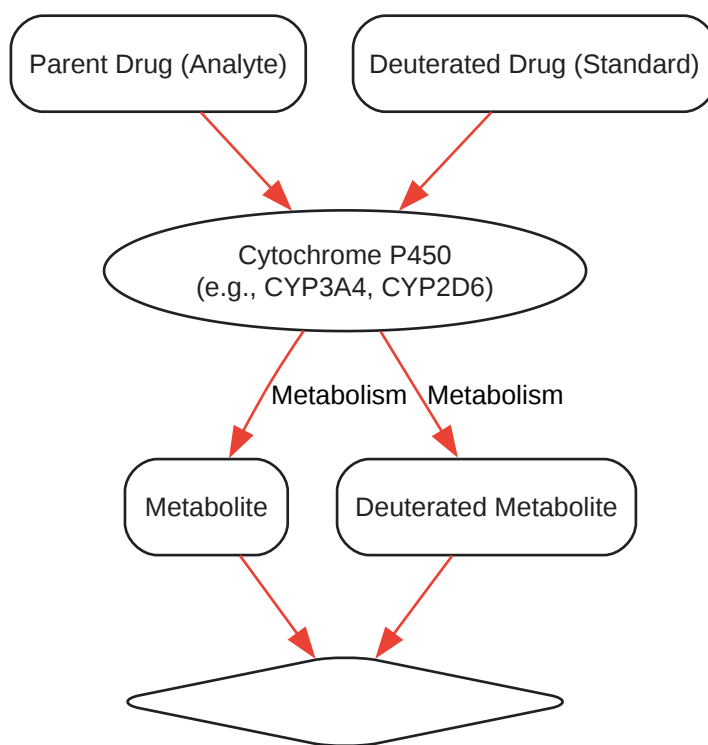 Parent Drug (Analyte)
Deuterated Drug (Standard)
Cytochrome P450
(e.g., CYP3A4, CYP2D6)
Metabolism
Metabolism
Metabolite
Deuterated Metabolite